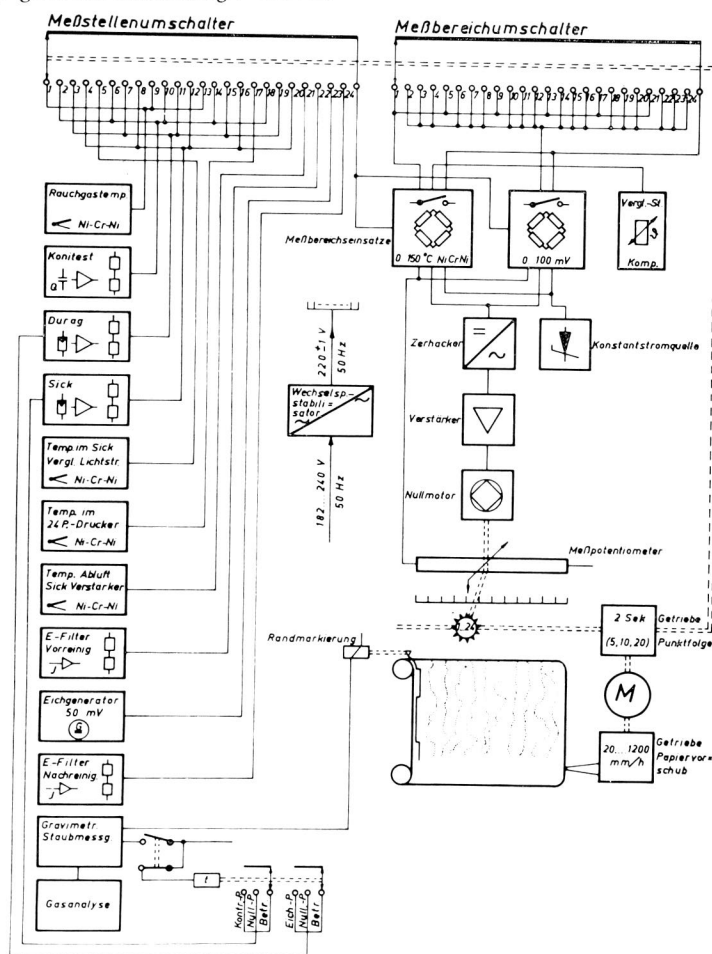 Meßstellenumschalter
Meßbereichumschalter
1 2 3 4 5 6 7 8 9 10 11 12 13 14 15 16 17 18 19 20 21 22 23 24
1 2 3 4 5 6 7 8 9 10 11 12 13 14 15 16 17 18 19 20 21 22 23 24
Rauchgastemp.
Ni-Cr-Ni
Konitest
Q
Durag
Sick
Temp. im Sick
Vergl. Lichtstr.
Ni-Cr-Ni
Temp. im
24 P.-Drucker
Ni-Cr-Ni
Temp. Abluft
Sick Verstärker
Ni-Cr-Ni
E-Filter
Vorreinig
J
Eichgenerator
50 mV
G
E-Filter
Nachreinig.
J
Gravimetr.
Staubmessg
Gasanalyse
t
Kontr-P.
Null-P.
Betr.
Eich-P.
Null-P.
Betr.
Meßbereichseinsätze
0 150 °C NiCrNi
0 100 mV
Vergl.-St.
ϑ
Komp.
220 ± 1 V
50 Hz
Wechselsp.-
stabili=
sator
182...240 V
50 Hz
Zerhacker
Konstantstromquelle
Verstärker
Nullmotor
Meßpotentiometer
1...24
Randmarkierung
2 Sek
(5,10,20)
Getriebe
Punktfolge
M
20...1200
mm/h
Getriebe
Papiervor=
schub